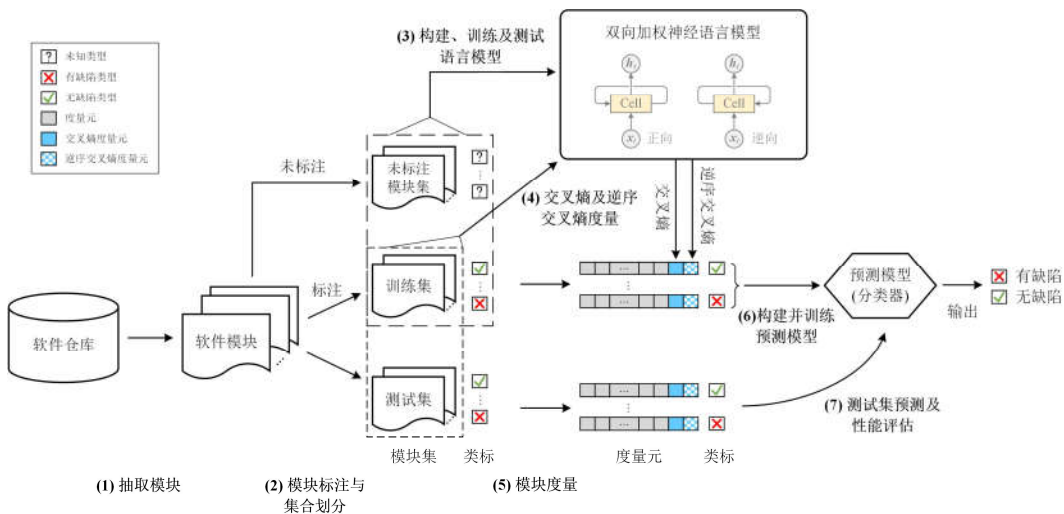 未知类型
有缺陷类型
无缺陷类型
度量元
交叉熵度量元
逆序交叉熵度量元
(3) 构建、训练及测试
语言模型
双向加权神经语言模型
hᵢ
hᵢ
Cell
Cell
xᵢ
正向
xᵢ
逆向
未标注
未标注
模块集
?
?
(4) 交叉熵及逆序
交叉熵度量
交叉熵
逆序交叉熵
标注
训练集
...
软件仓库
软件模块
预测模型
(分类器)
输出
有缺陷
无缺陷
(6)构建并训练
预测模型
测试集
...
(7) 测试集预测及
性能评估
模块集
类标
度量元
类标
(1) 抽取模块
(2) 模块标注与
集合划分
(5) 模块度量